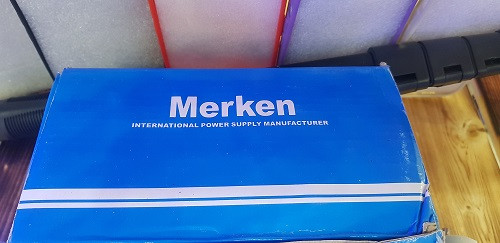 Merken
INTERNATIONAL POWER SUPPLY MANUFACTURER